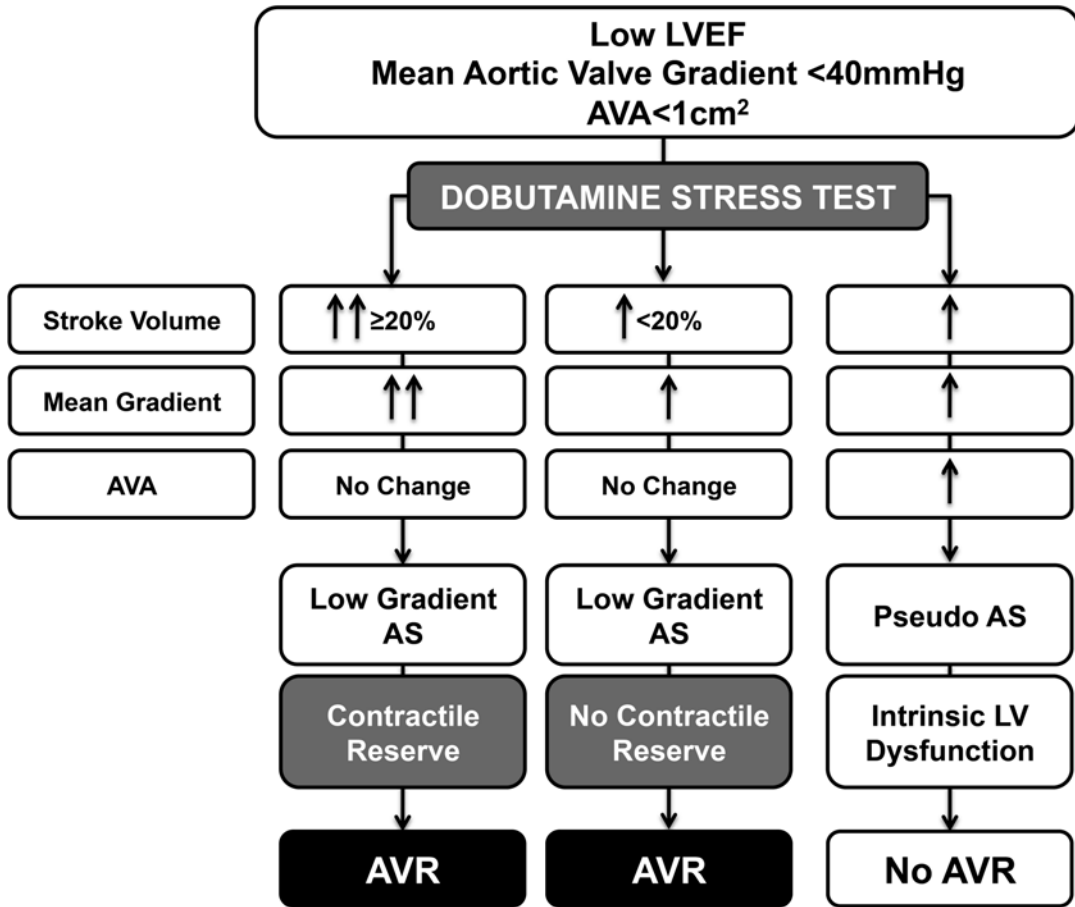 Low LVEF
Mean Aortic Valve Gradient <40mmHg
AVA<1cm²
DOBUTAMINE STRESS TEST
Stroke Volume
≥20%
<20%
Mean Gradient
AVA
No Change
No Change
Low Gradient
AS
Low Gradient
AS
Pseudo AS
Contractile
Reserve
No Contractile
Reserve
Intrinsic LV
Dysfunction
AVR
AVR
No AVR